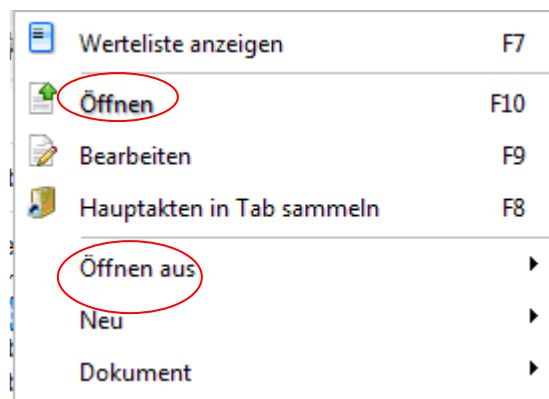 Werteliste anzeigen F7
Öffnen F10
Bearbeiten F9
Hauptakten in Tab sammeln F8
Öffnen aus
Neu
Dokument